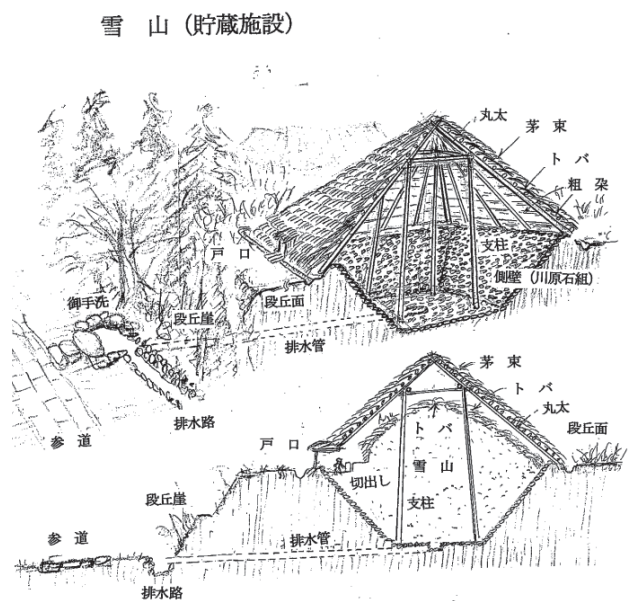 雪 山（貯蔵施設）
丸太
茅 束
ト バ
粗 朶
支柱
戸 口
側壁（川原石組）
御手洗
段丘崖
段丘面
排水管
排水路
参 道
茅 束
ト バ
丸太
段丘面
戸 口
ト バ
雪 山
切出し
支柱
段丘崖
排水管
参 道
排水路